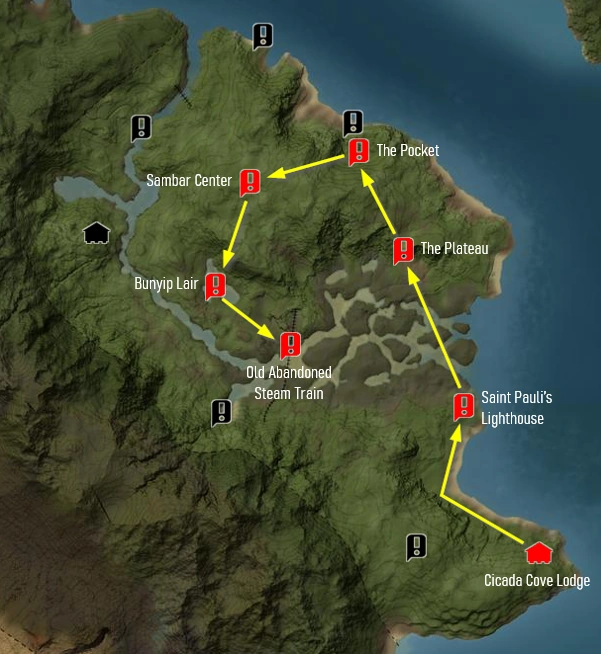 The Pocket
Sambar Center
The Plateau
Bunyip Lair
Old Abandoned
Steam Train
Saint Pauli's
Lighthouse
Cicada Cove Lodge